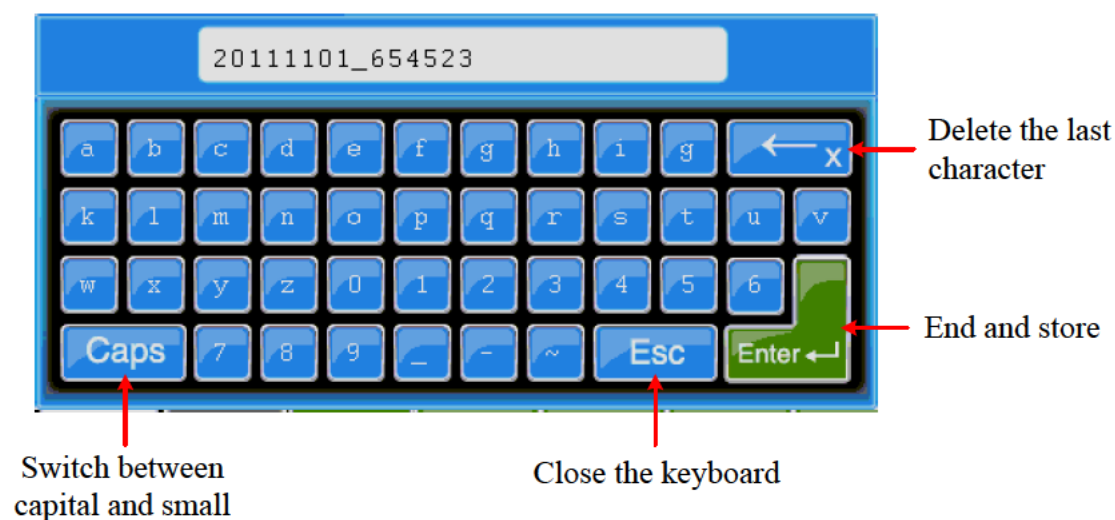 20111101_654523
a b c d e f g h i g ← x
k l m n o p q r s t u v
w x y z 0 1 2 3 4 5 6
Caps 7 8 9 _ - ~ Esc Enter ↵
Delete the last
character
End and store
Switch between
capital and small
Close the keyboard